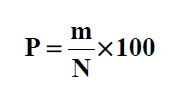 P = m/N × 100